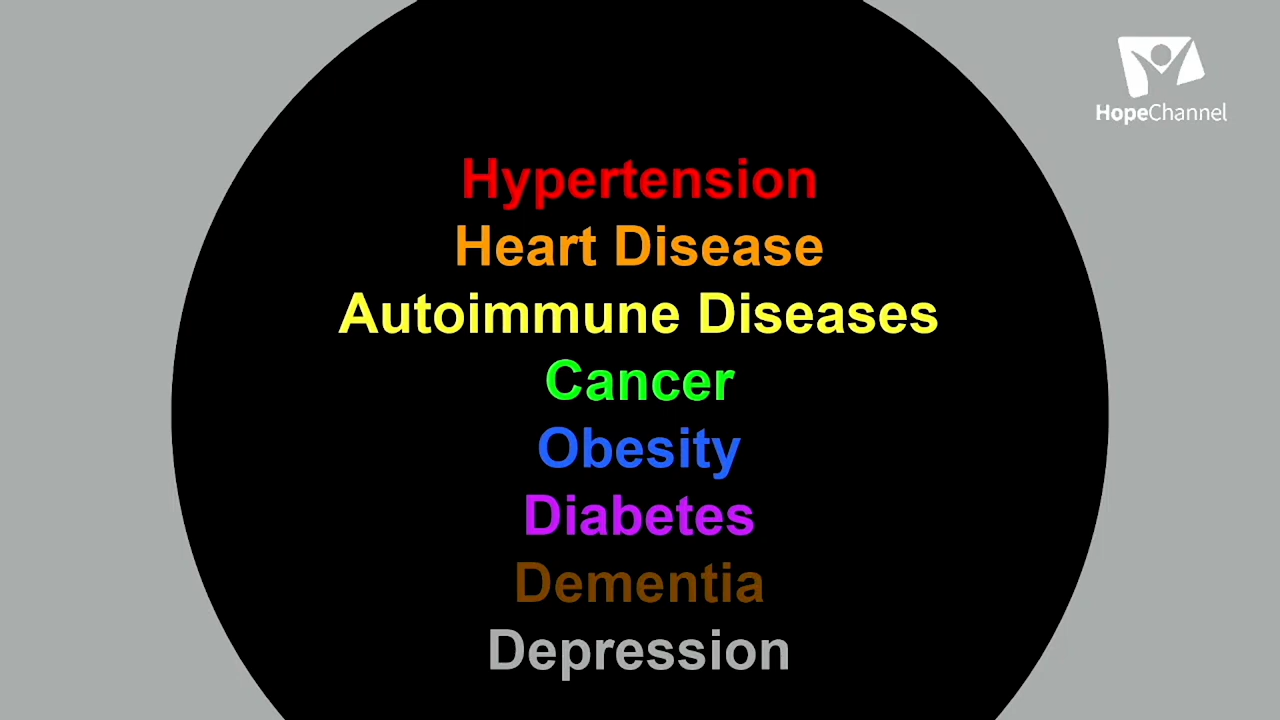 HopeChannel
Hypertension
Heart Disease
Autoimmune Diseases
Cancer
Obesity
Diabetes
Dementia
Depression